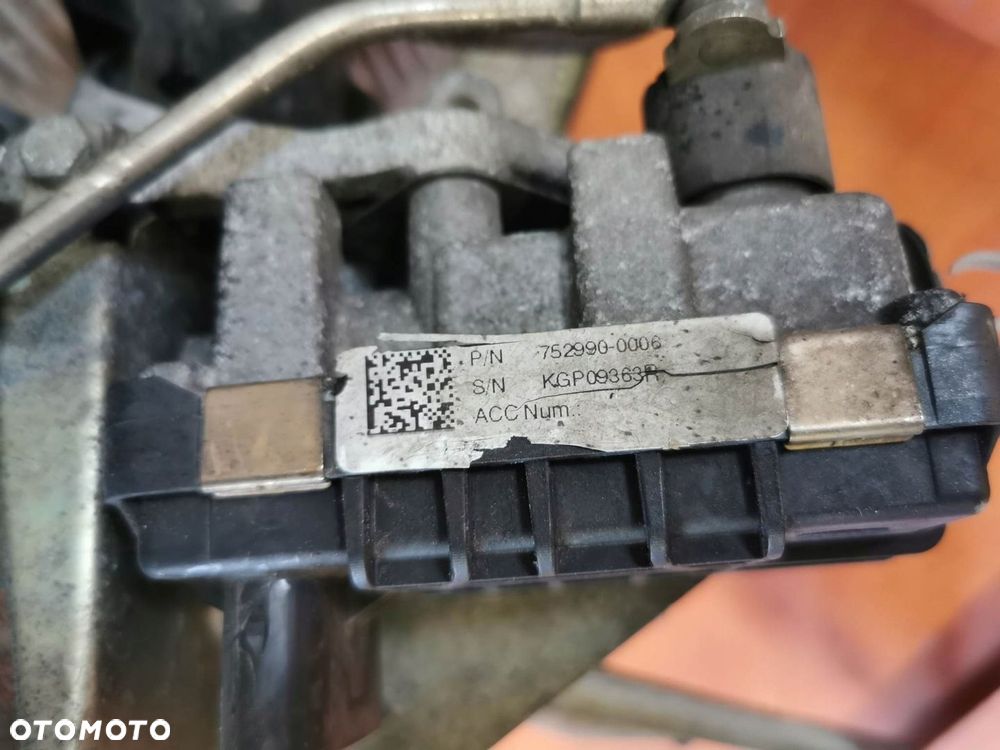 P/N 752990-0006
S/N KGP09363R
ACC Num.:
OTOMOTO